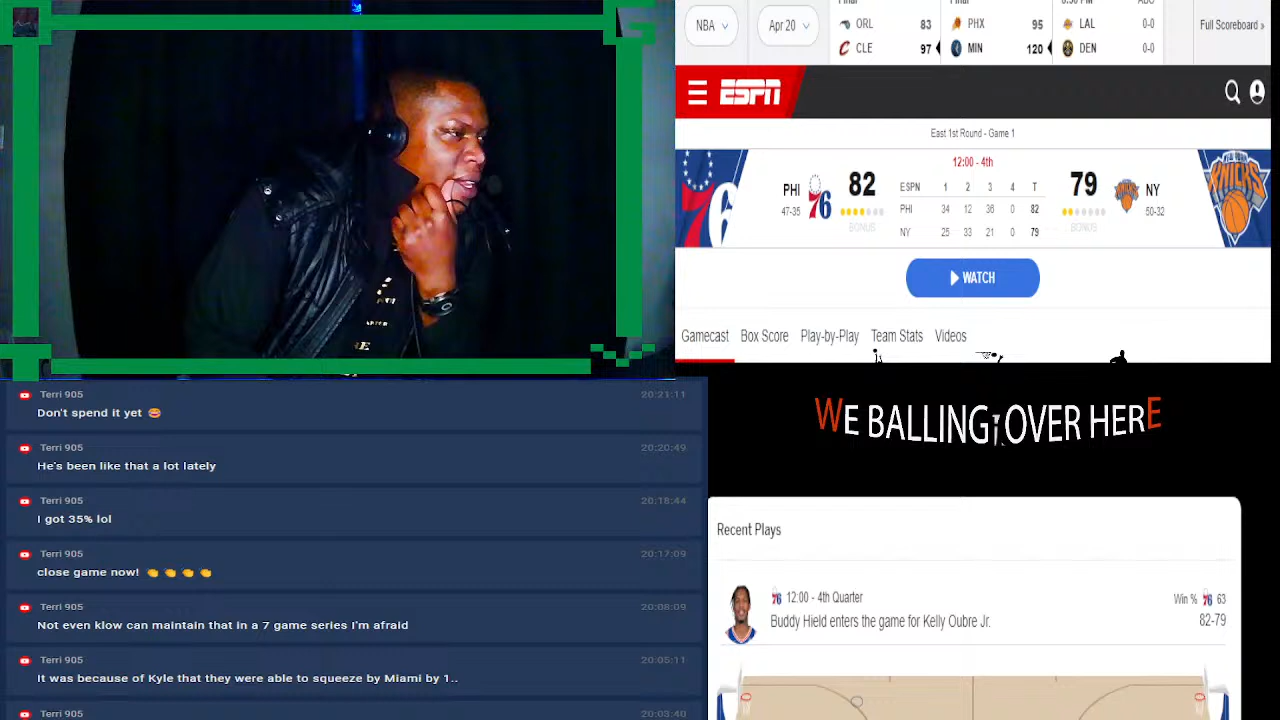 NBA
Apr 20
ORL 83
CLE 97
PHX 95
MIN 120
LAL 0-0
DEN 0-0
Full Scoreboard »
ESPN
East 1st Round - Game 1
12:00 - 4th
PHI
47-35
76
82
BONUS
ESPN 1 2 3 4 T
PHI 34 12 36 0 82
NY 25 33 21 0 79
79
BONUS
NY
50-32
KNICKS
WATCH
Gamecast Box Score Play-by-Play Team Stats Videos
WE BALLING OVER HERE
Recent Plays
12:00 - 4th Quarter
Buddy Hield enters the game for Kelly Oubre Jr.
Win % 63
82-79
Terri 905 20:21:11
Don't spend it yet
Terri 905 20:20:49
He's been like that a lot lately
Terri 905 20:18:44
I got 35% lol
Terri 905 20:17:09
close game now! 👏 👏 👏 👏
Terri 905 20:08:09
Not even klow can maintain that in a 7 game series I'm afraid
Terri 905 20:05:11
It was because of Kyle that they were able to squeeze by Miami by 1..
Terri 905 20:03:40